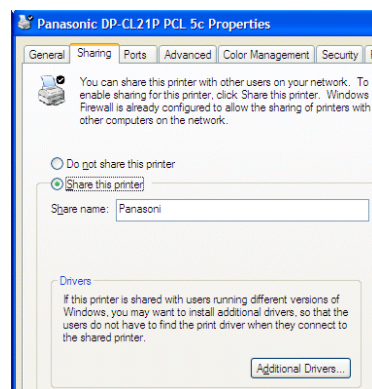 Panasonic DP-CL21P PCL 5c Properties
General Sharing Ports Advanced Color Management Security
You can share this printer with other users on your network. To
enable sharing for this printer, click Share this printer. Windows
Firewall is already configured to allow the sharing of printers with
other computers on the network.
Do not share this printer
Share this printer
Share name: Panasoni
Drivers
If this printer is shared with users running different versions of
Windows, you may want to install additional drivers, so that the
users do not have to find the print driver when they connect to
the shared printer.
Additional Drivers...